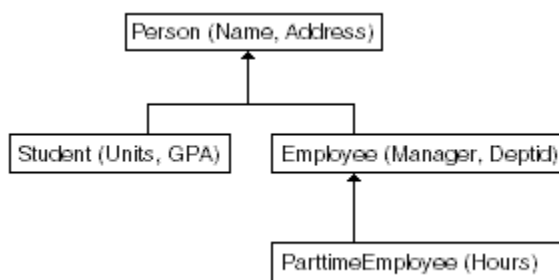 Person (Name, Address)
Student (Units, GPA)
Employee (Manager, Deptid)
ParttimeEmployee (Hours)